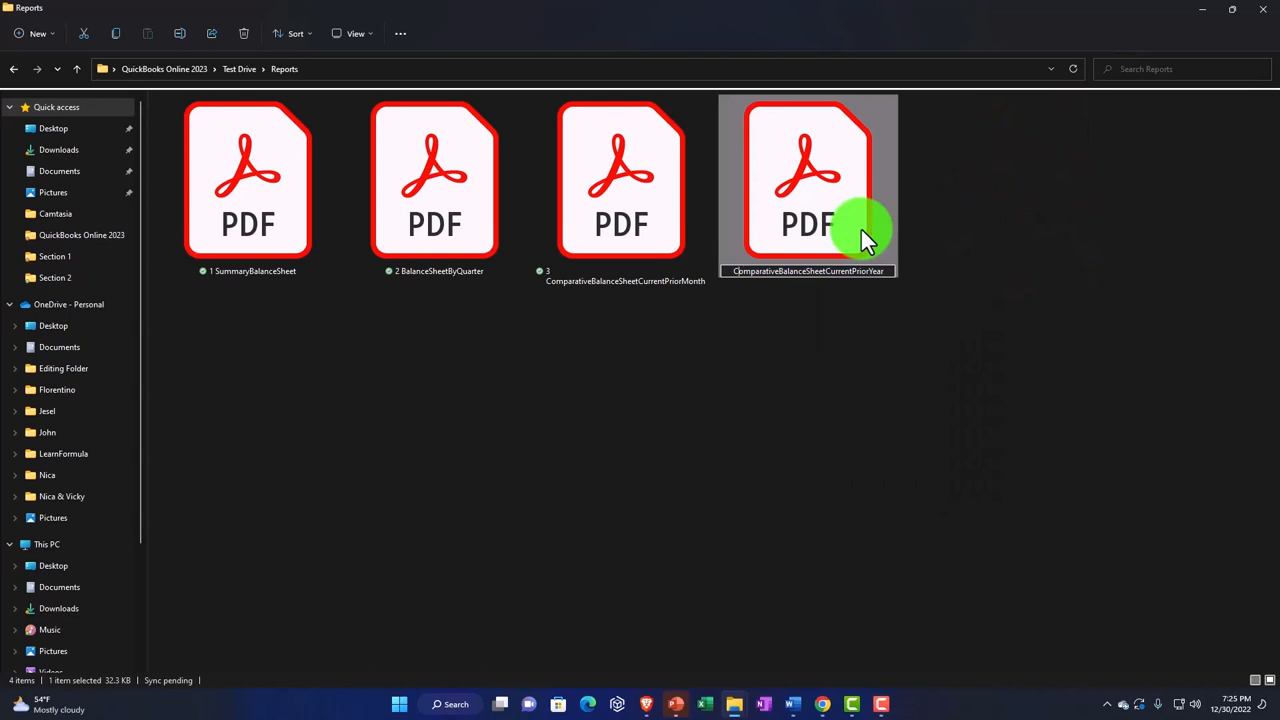 Reports
New
Sort
View
QuickBooks Online 2023 > Test Drive > Reports
Search Reports
Quick access
Desktop
Downloads
Documents
Pictures
Camtasia
QuickBooks Online 2023
Section 1
Section 2
OneDrive - Personal
Desktop
Documents
Editing Folder
Florentino
Jesel
John
LearnFormula
Nica
Nica & Vicky
Pictures
This PC
Desktop
Documents
Downloads
Music
Pictures
Videos
PDF
1 SummaryBalanceSheet
PDF
2 BalanceSheetByQuarter
PDF
3
ComparativeBalanceSheetCurrentPriorMonth
PDF
ComparativeBalanceSheetCurrentPriorYear
4 items
1 item selected 32.3 KB
Sync pending
54°F
Mostly cloudy
Search
7:25 PM
12/30/2022